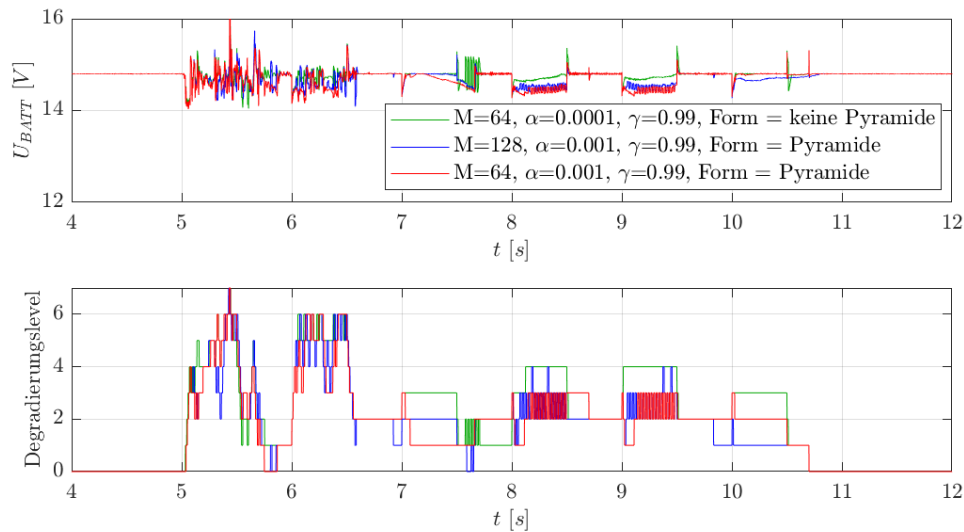 16
14
12
U_BATT [V]
M=64, α=0.0001, γ=0.99, Form = keine Pyramide
M=128, α=0.001, γ=0.99, Form = Pyramide
M=64, α=0.001, γ=0.99, Form = Pyramide
4 5 6 7 8 9 10 11 12
t [s]
Degradierungslevel
6
4
2
0
4 5 6 7 8 9 10 11 12
t [s]